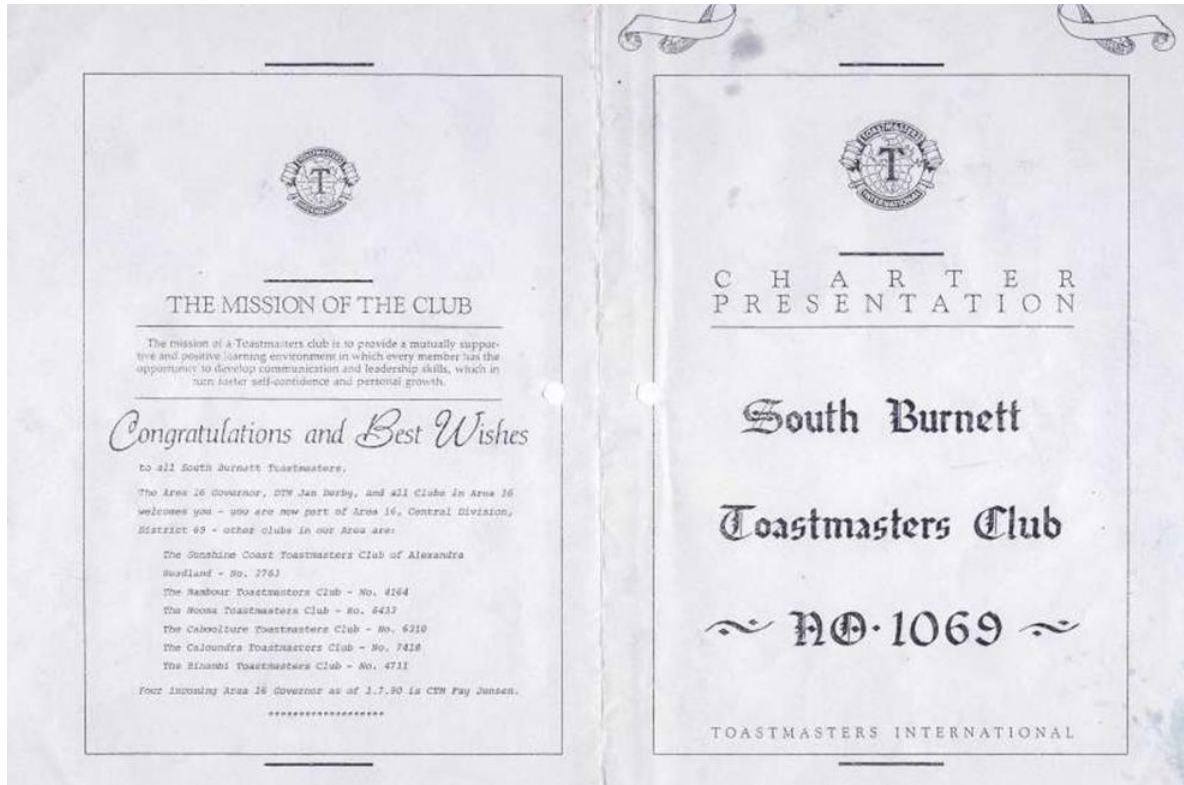 TOASTMASTERS
T
INTERNATIONAL
THE MISSION OF THE CLUB
The mission of a Toastmasters club is to provide a mutually suppor-
tive and positive learning environment in which every member has the
opportunity to develop communication and leadership skills, which in
turn foster self-confidence and personal growth.
Congratulations and Best Wishes
to all South Burnett Toastmasters.
The Area 16 Governor, DTM Jan Derby, and all Clubs in Area 16
welcomes you - you are now part of Area 16, Central Division,
District 69 - other clubs in our Area are:
The Sunshine Coast Toastmasters Club of Alexandra
Headland - No. 2763
The Nambour Toastmasters Club - No. 4164
The Noosa Toastmasters Club - No. 6433
The Caboolture Toastmasters Club - No. 6310
The Caloundra Toastmasters Club - No. 7418
The Binambi Toastmasters Club - No. 4711
Your incoming Area 16 Governor as of 1.7.90 is CTM Fay Jensen.
*******************
TOASTMASTERS
T
INTERNATIONAL
CHARTER
PRESENTATION
South Burnett
Toastmasters Club
~ NO·1069 ~
TOASTMASTERS INTERNATIONAL